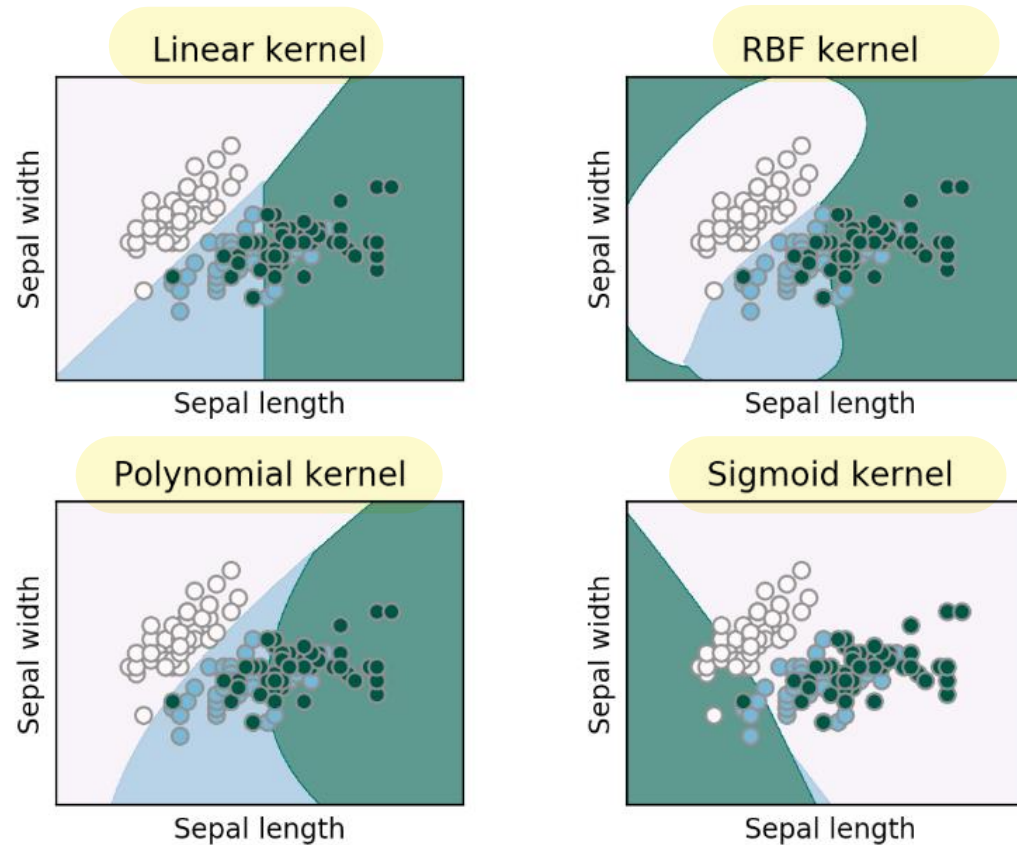 Linear kernel
RBF kernel
Sepal width
Sepal length
Sepal width
Sepal length
Polynomial kernel
Sigmoid kernel
Sepal width
Sepal length
Sepal width
Sepal length